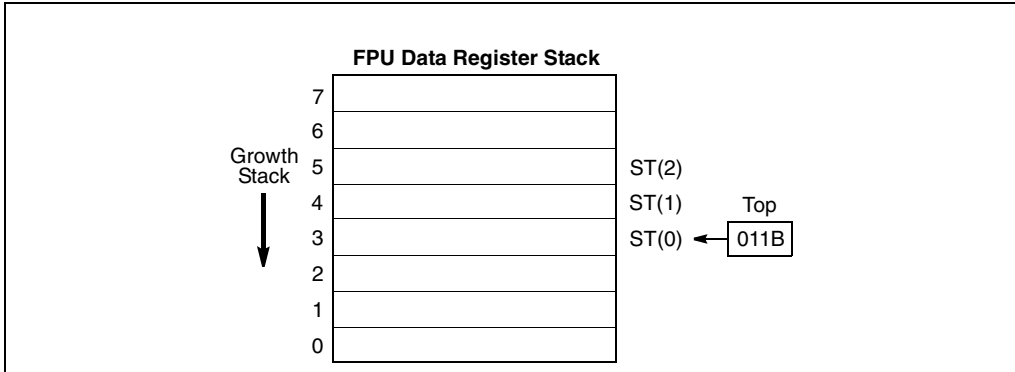 FPU Data Register Stack
7
6
Growth
Stack
5
ST(2)
4
ST(1)
Top
3
ST(0)
011B
2
1
0